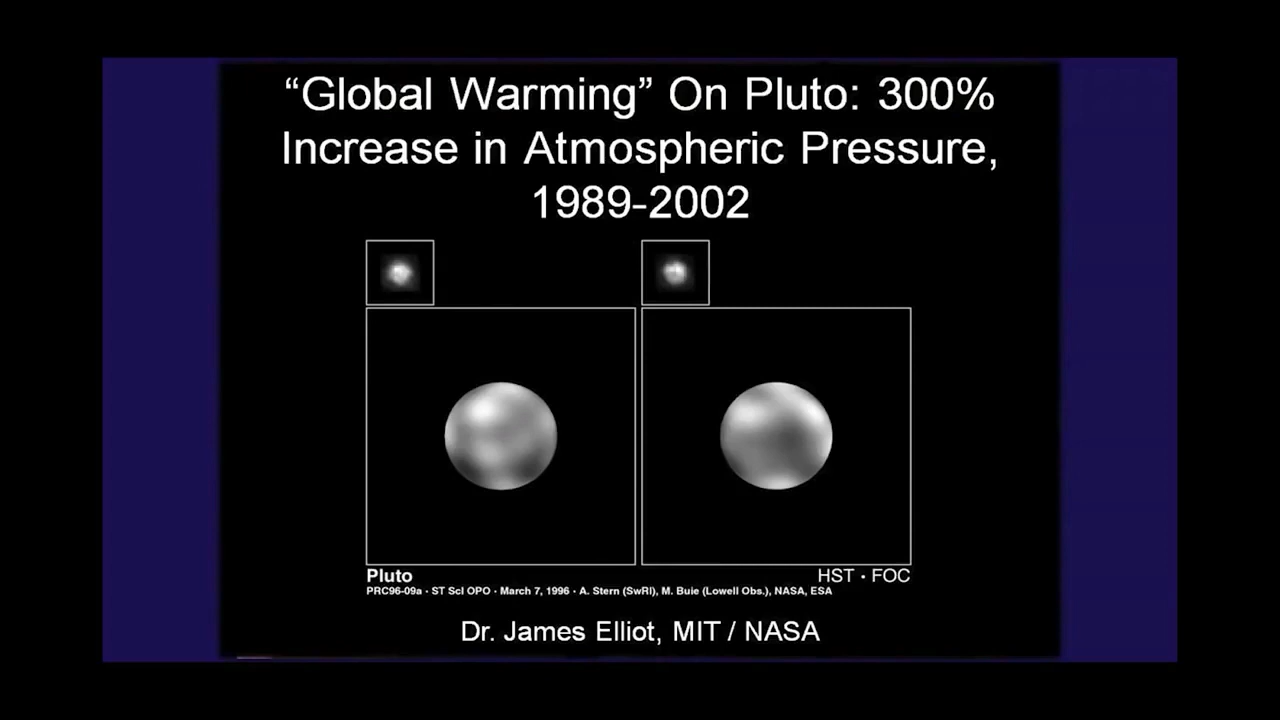 “Global Warming” On Pluto: 300%
Increase in Atmospheric Pressure,
1989-2002
Pluto
HST • FOC
PRC96-09a • ST ScI OPO • March 7, 1996 • A. Stern (SwRI), M. Buie (Lowell Obs.), NASA, ESA
Dr. James Elliot, MIT / NASA